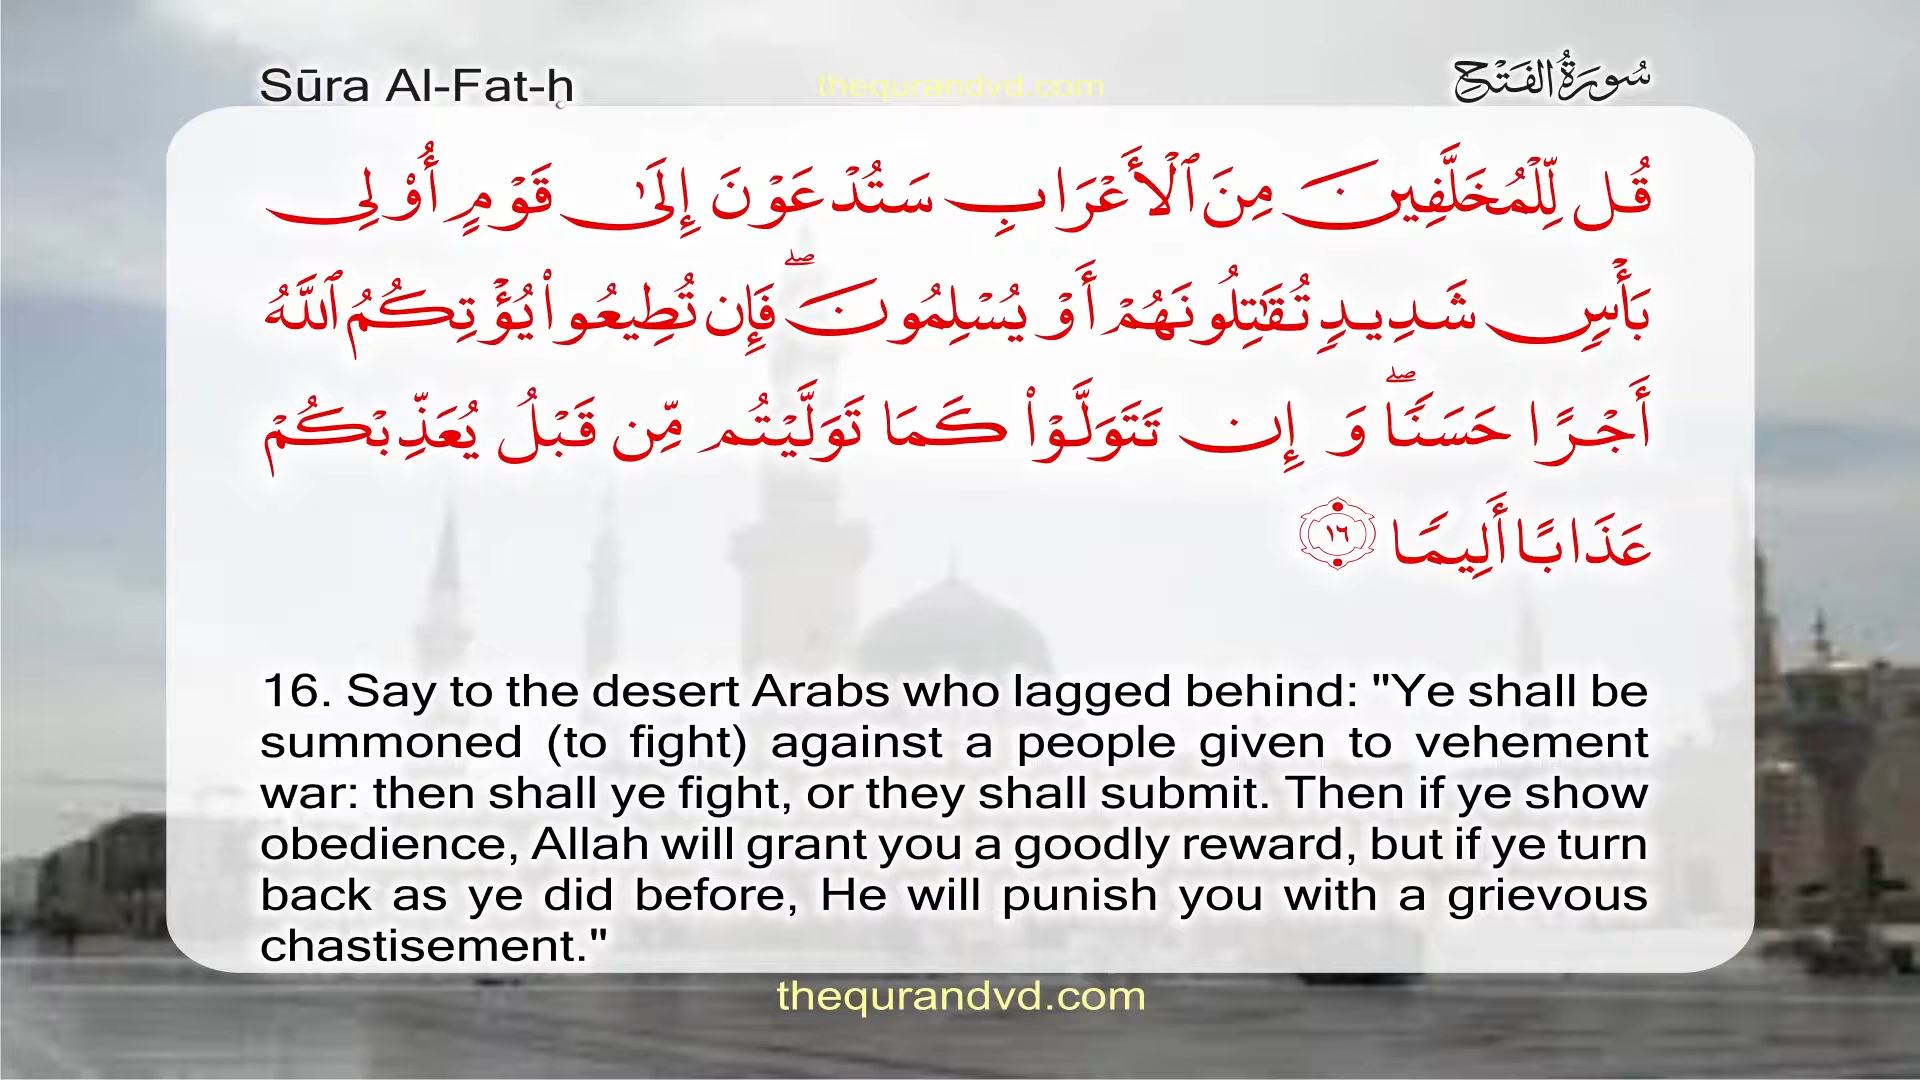 Sūra Al-Fat-ḥ
thequrandvd.com
سُورَةُ الفَتْح
قُل لِّلْمُخَلَّفِينَ مِنَ ٱلْأَعْرَابِ سَتُدْعَوْنَ إِلَىٰ قَوْمٍ أُو۟لِى
بَأْسٍ شَدِيدٍ تُقَٰتِلُونَهُمْ أَوْ يُسْلِمُونَ ۖ فَإِن تُطِيعُوا۟ يُؤْتِكُمُ ٱللَّهُ
أَجْرًا حَسَنًا ۖ وَ إِن تَتَوَلَّوْا۟ كَمَا تَوَلَّيْتُم مِّن قَبْلُ يُعَذِّبْكُمْ
عَذَابًا أَلِيمًا ١٦
16. Say to the desert Arabs who lagged behind: "Ye shall be
summoned (to fight) against a people given to vehement
war: then shall ye fight, or they shall submit. Then if ye show
obedience, Allah will grant you a goodly reward, but if ye turn
back as ye did before, He will punish you with a grievous
chastisement."
thequrandvd.com